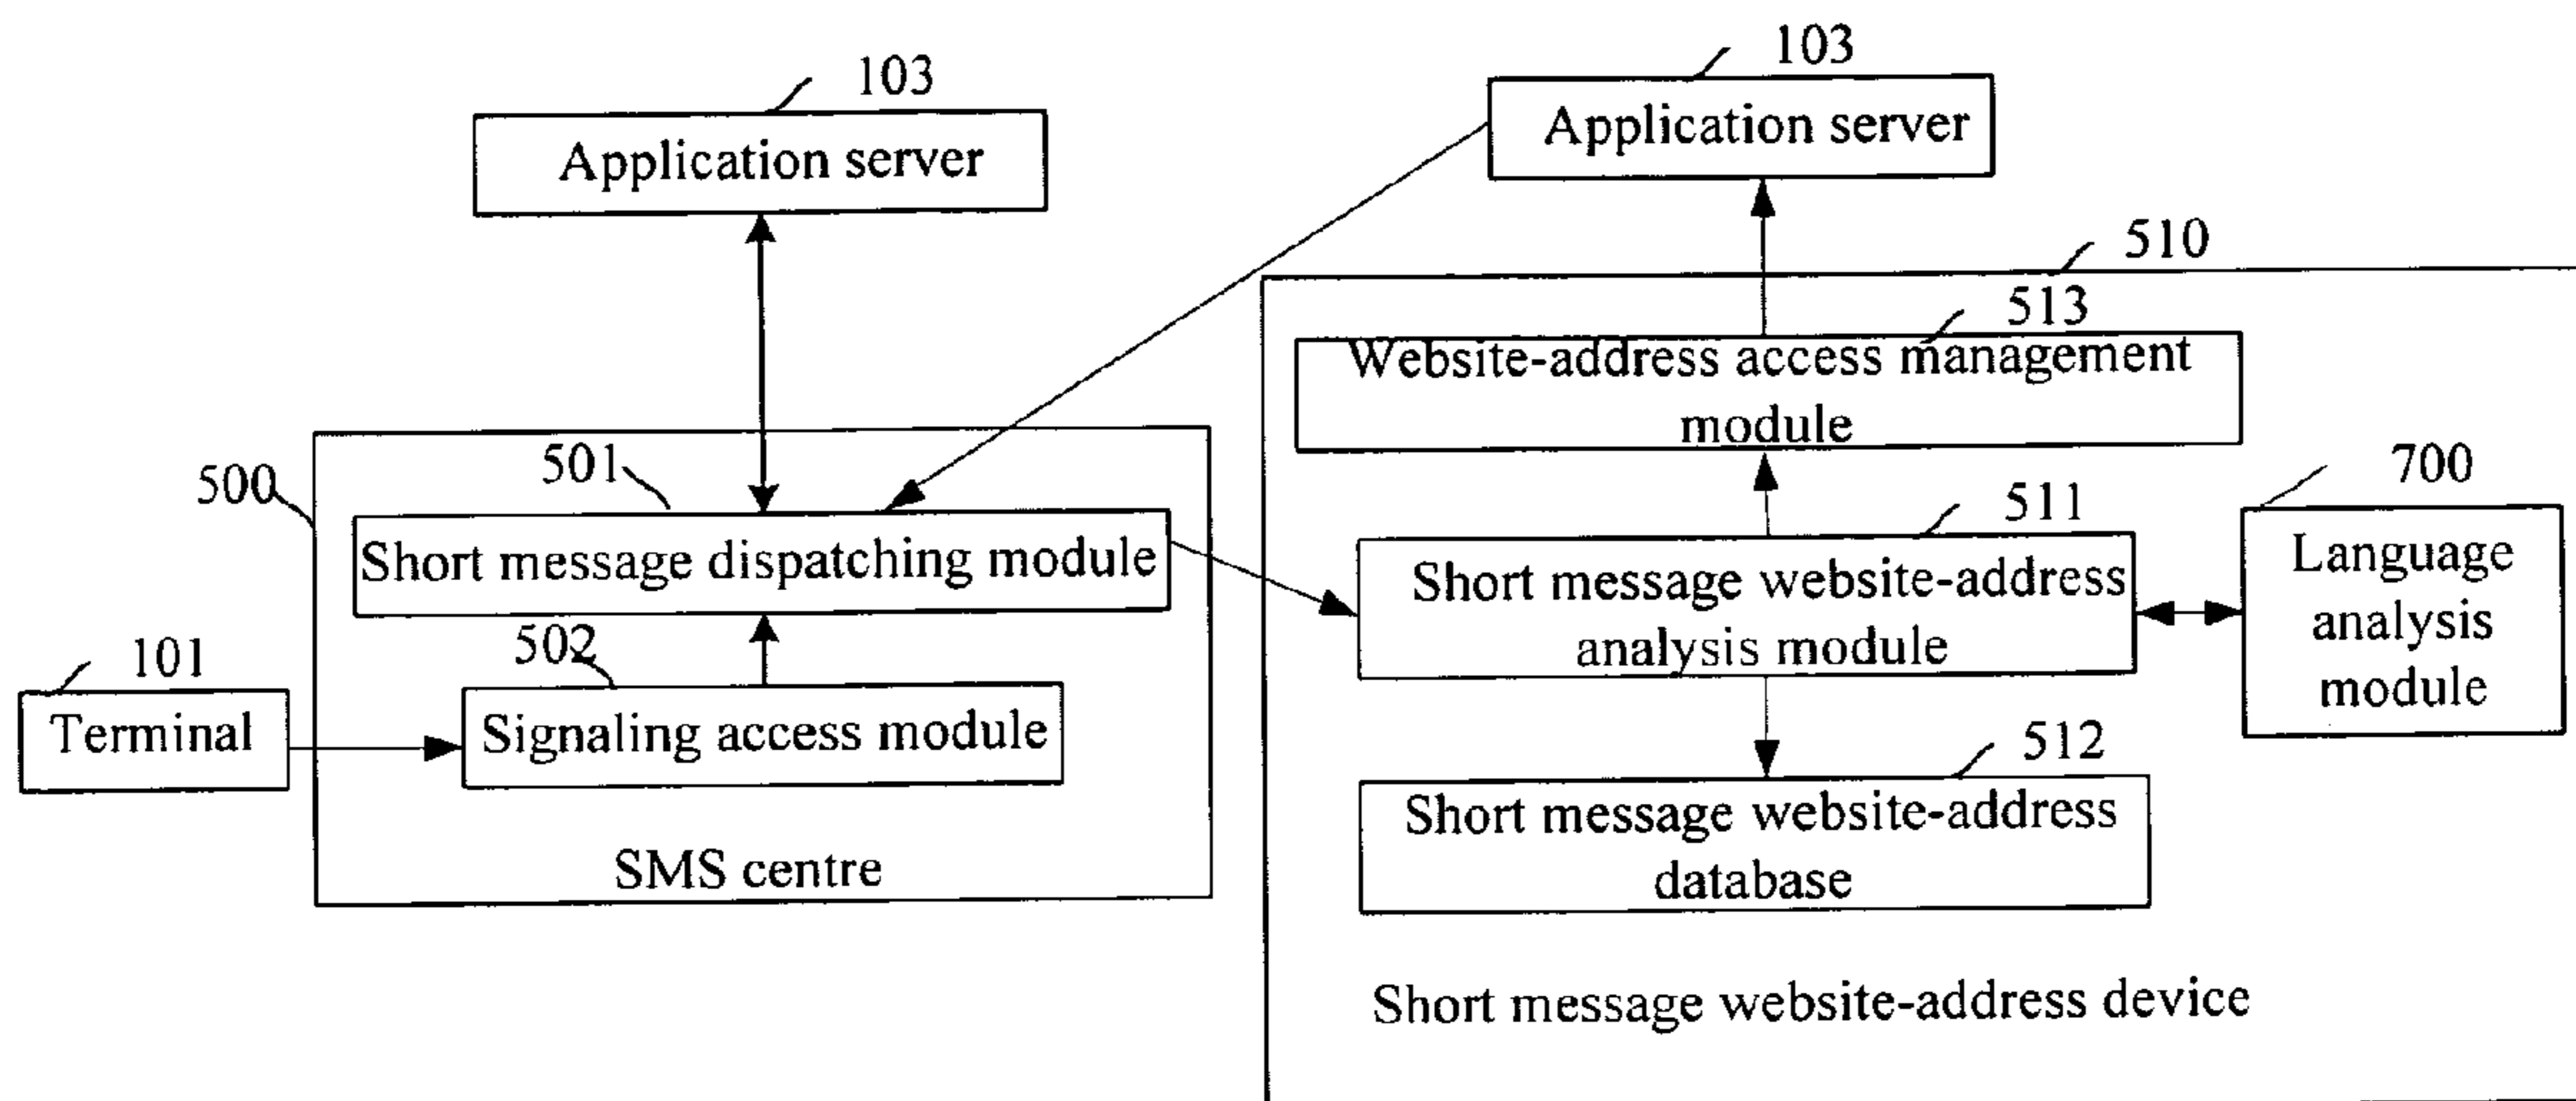 103
Application server
103
Application server
510
513
Website-address access management
module
500
501
Short message dispatching module
502
Signaling access module
SMS centre
101
Terminal
511
Short message website-address
analysis module
700
Language
analysis
module
512
Short message website-address
database
Short message website-address device